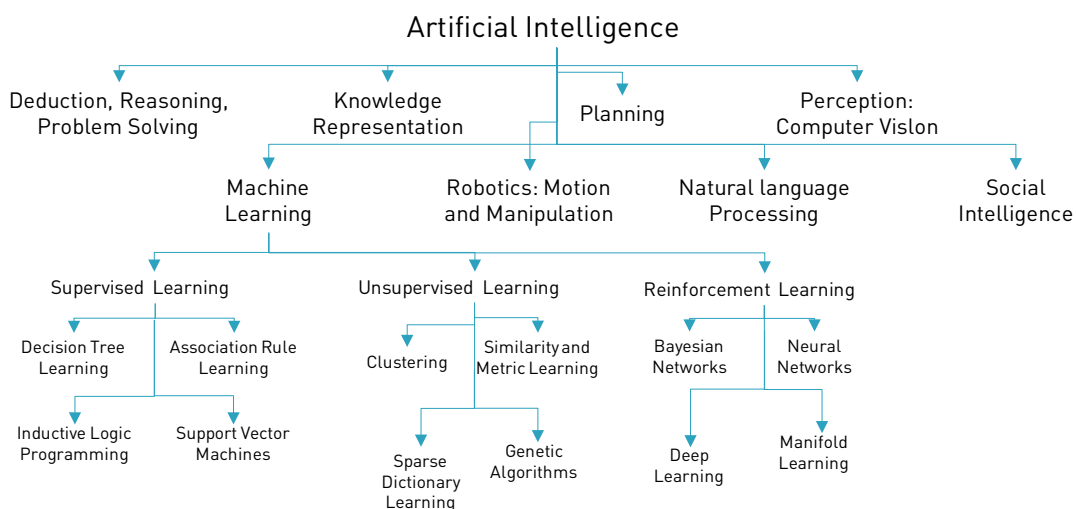 Artificial Intelligence
Deduction, Reasoning,
Problem Solving
Knowledge
Representation
Planning
Perception:
Computer Vislon
Machine
Learning
Robotics: Motion
and Manipulation
Natural language
Processing
Social
Intelligence
Supervised Learning
Unsupervised Learning
Reinforcement Learning
Decision Tree
Learning
Association Rule
Learning
Clustering
Similarity and
Metric Learning
Bayesian
Networks
Neural
Networks
Inductive Logic
Programming
Support Vector
Machines
Sparse
Dictionary
Learning
Genetic
Algorithms
Deep
Learning
Manifold
Learning